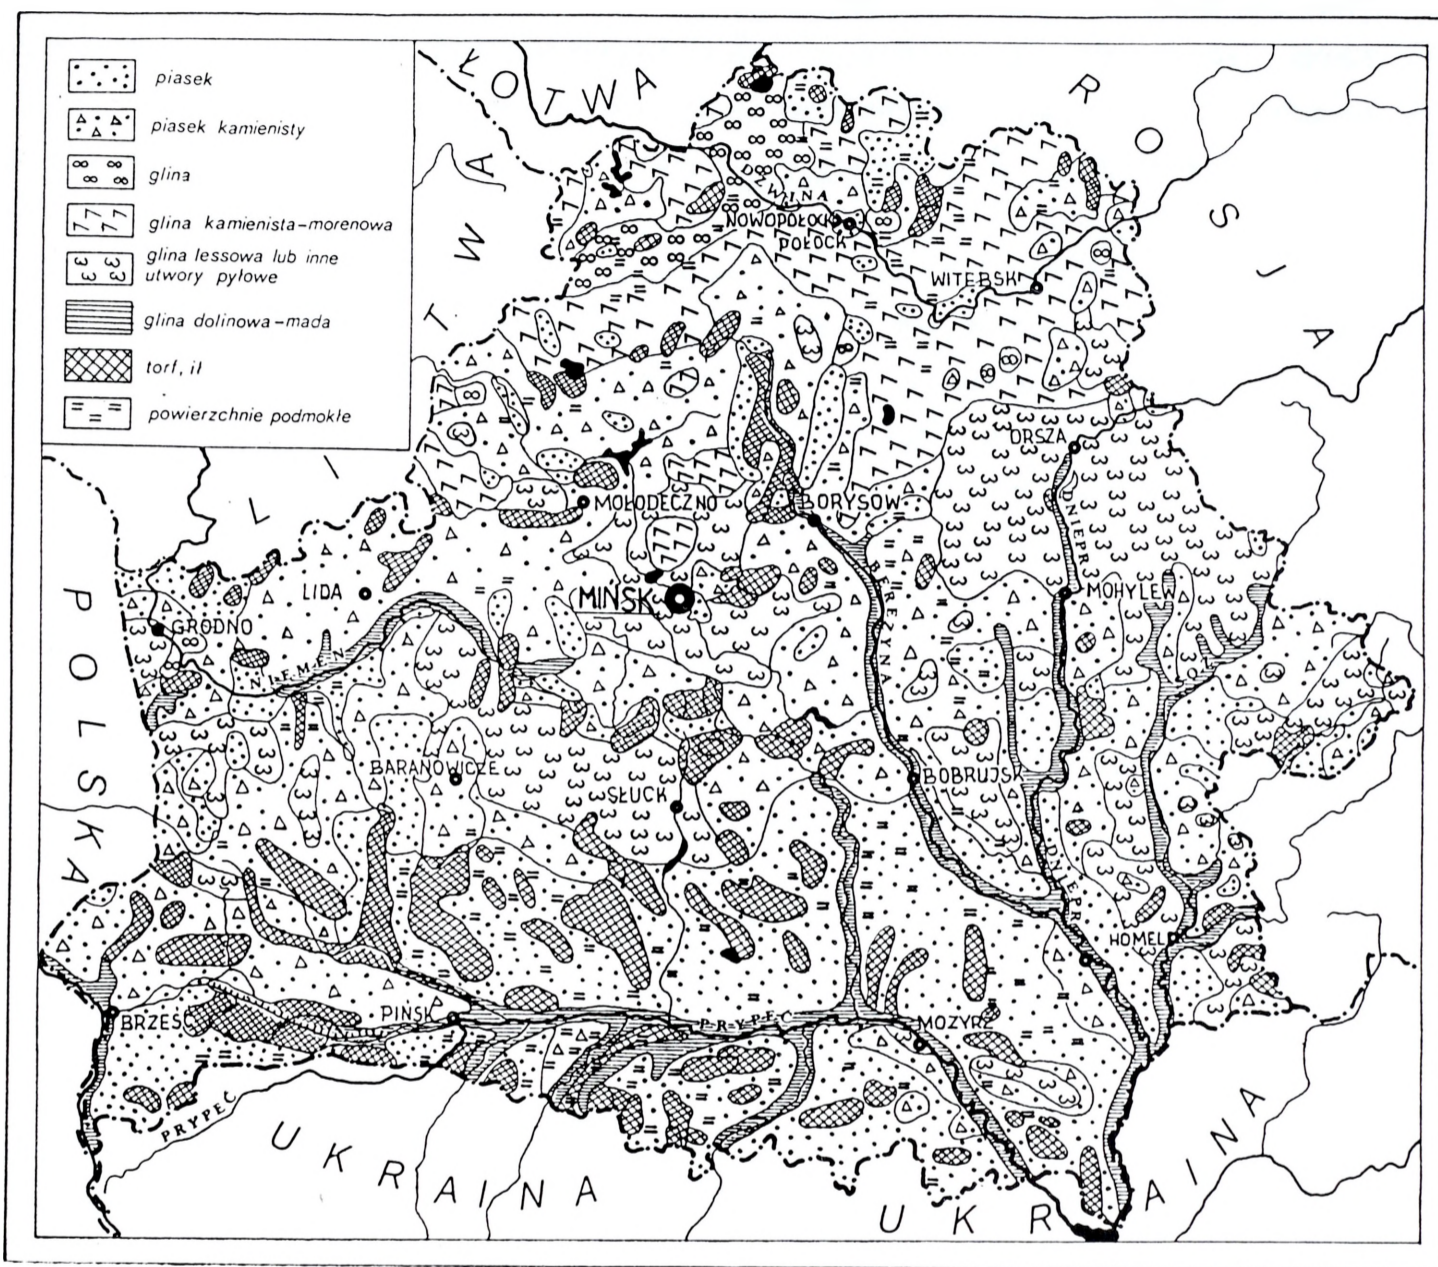 piasek
piasek kamienisty
glina
glina kamienista-morenowa
glina lessowa lub inne
utwory pyłowe
glina dolinowa-mada
torf, ił
powierzchnie podmokłe
ŁOTWA
ROSJA
LITWA
POLSKA
UKRAINA
UKRAINA
DŹWINA
NOWOPOŁOCK
POŁOCK
WITEBSK
ORSZA
DNIEPR
MOŁODECZNO
BORYSÓW
BEREZYNA
LIDA
MIŃSK
MOHYLEW
GRODNO
NIEMEN
BARANOWICZE
SŁUCK
BOBRUJSK
DNIEPR
HOMEL
BRZEŚĆ
PIŃSK
PRYPEĆ
MOZYRZ
PRYPEĆ